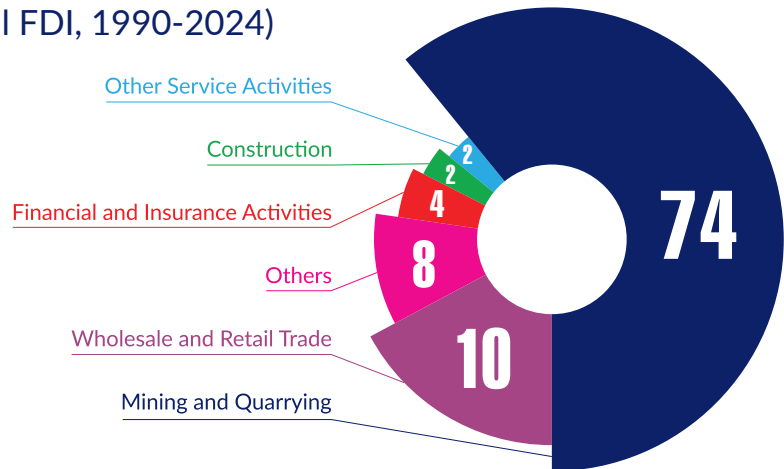 l FDI, 1990-2024)
Other Service Activities
2
Construction
2
Financial and Insurance Activities
4
74
Others
8
Wholesale and Retail Trade
10
Mining and Quarrying